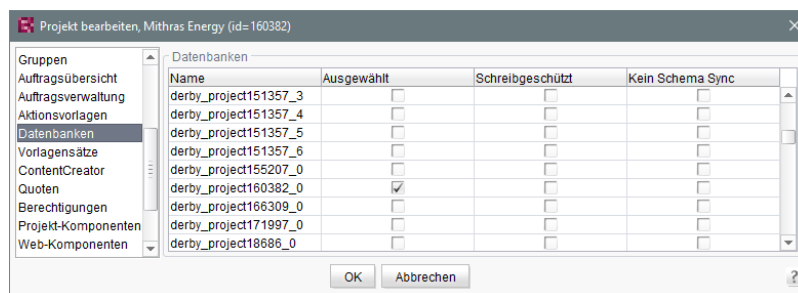 Projekt bearbeiten, Mithras Energy (id=160382)
Gruppen
Auftragsübersicht
Auftragsverwaltung
Aktionsvorlagen
Datenbanken
Vorlagensätze
ContentCreator
Quoten
Berechtigungen
Projekt-Komponenten
Web-Komponenten
Datenbanken
Name Ausgewählt Schreibgeschützt Kein Schema Sync
derby_project151357_3
derby_project151357_4
derby_project151357_5
derby_project151357_6
derby_project155207_0
derby_project160382_0
derby_project166309_0
derby_project171997_0
derby_project18686_0
OK Abbrechen ?